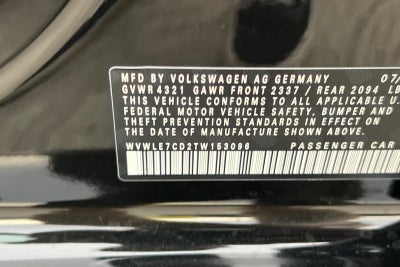 MFD BY VOLKSWAGEN AG GERMANY 07/
GVWR 4321 GAWR FRONT 2337 / REAR 2094 LB
THIS VEHICLE CONFORMS TO ALL APPLICABLE U.
FEDERAL MOTOR VEHICLE SAFETY, BUMPER AND
THEFT PREVENTION STANDARDS IN EFFECT ON
THE DATE OF MANUFACTURE SHOWN ABOVE.
WVWLE7CD2TW153096 PASSENGER CAR